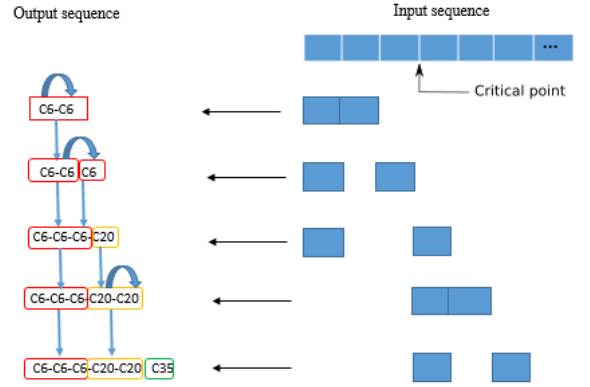 Output sequence
Input sequence
...
Critical point
C6-C6
C6-C6 C6
C6-C6-C6-C20
C6-C6-C6-C20-C20
C6-C6-C6-C20-C20 C35